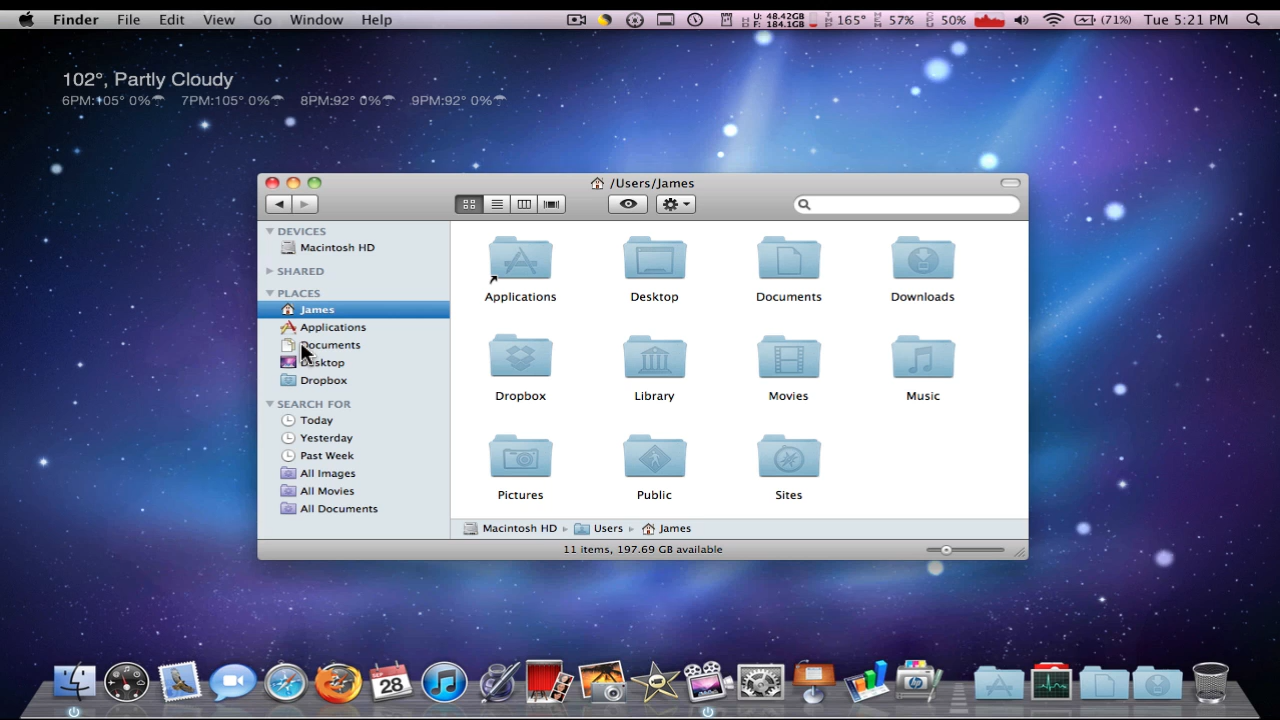 Finder File Edit View Go Window Help U: 48.42GB F: 184.1GB 165° 57% 50% (71%) Tue 5:21 PM
102°, Partly Cloudy
6PM:105° 0% 7PM:105° 0% 8PM:92° 0% 9PM:92° 0%
/Users/James
DEVICES
Macintosh HD
SHARED
PLACES
James
Applications
Documents
Desktop
Dropbox
SEARCH FOR
Today
Yesterday
Past Week
All Images
All Movies
All Documents
Applications Desktop Documents Downloads
Dropbox Library Movies Music
Pictures Public Sites
Macintosh HD Users James
11 items, 197.69 GB available
28